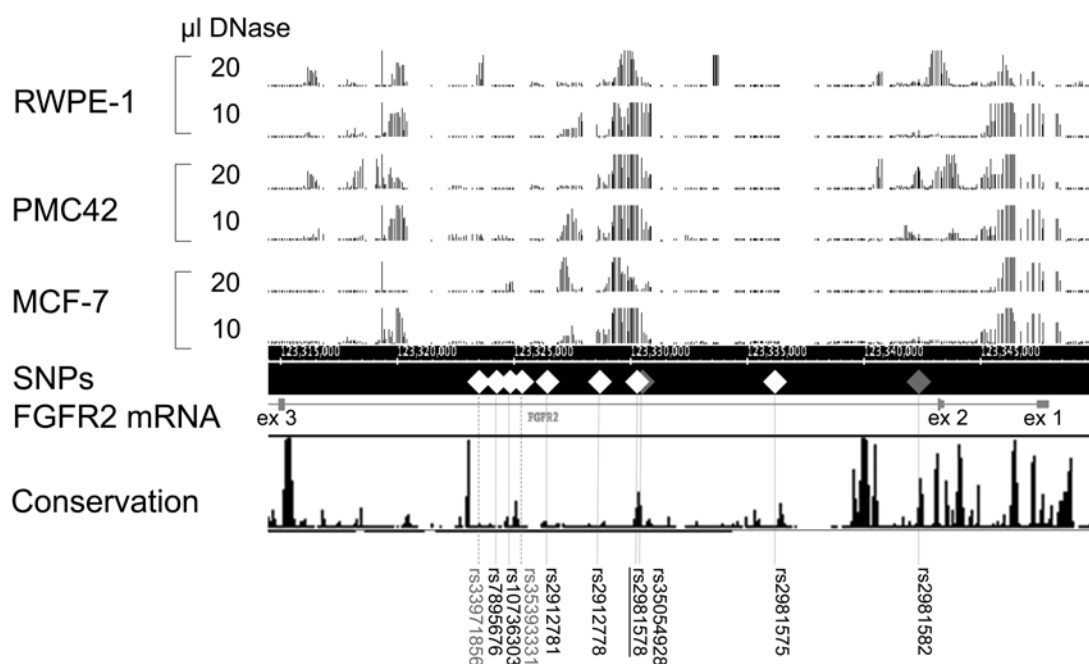 µl DNase
RWPE-1
20
10
PMC42
20
10
MCF-7
20
10
123,315,000 123,320,000 123,325,000 123,330,000 123,335,000 123,340,000 123,345,000
SNPs
FGFR2 mRNA
ex 3 FGFR2 ex 2 ex 1
Conservation
rs33971856
rs7895676
rs10736303
rs35393331
rs2912781
rs2912778
rs2981578
rs35054928
rs2981575
rs2981582